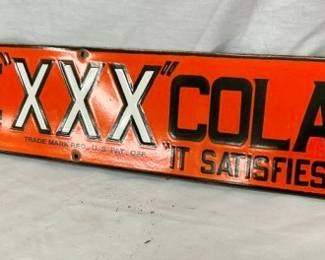 "XXX" COLA
TRADE MARK REG. U.S. PAT. OFF.
"IT SATISFIES